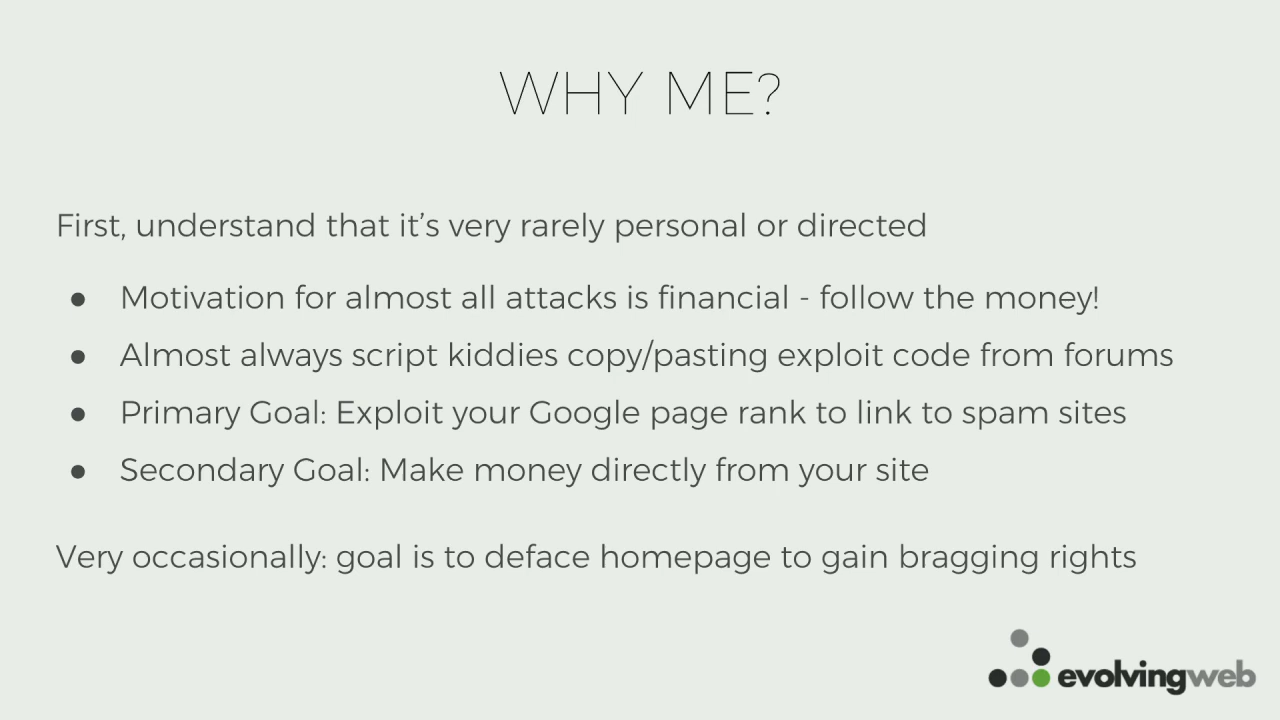 WHY ME?
First, understand that it’s very rarely personal or directed
● Motivation for almost all attacks is financial - follow the money!
● Almost always script kiddies copy/pasting exploit code from forums
● Primary Goal: Exploit your Google page rank to link to spam sites
● Secondary Goal: Make money directly from your site
Very occasionally: goal is to deface homepage to gain bragging rights
evolvingweb